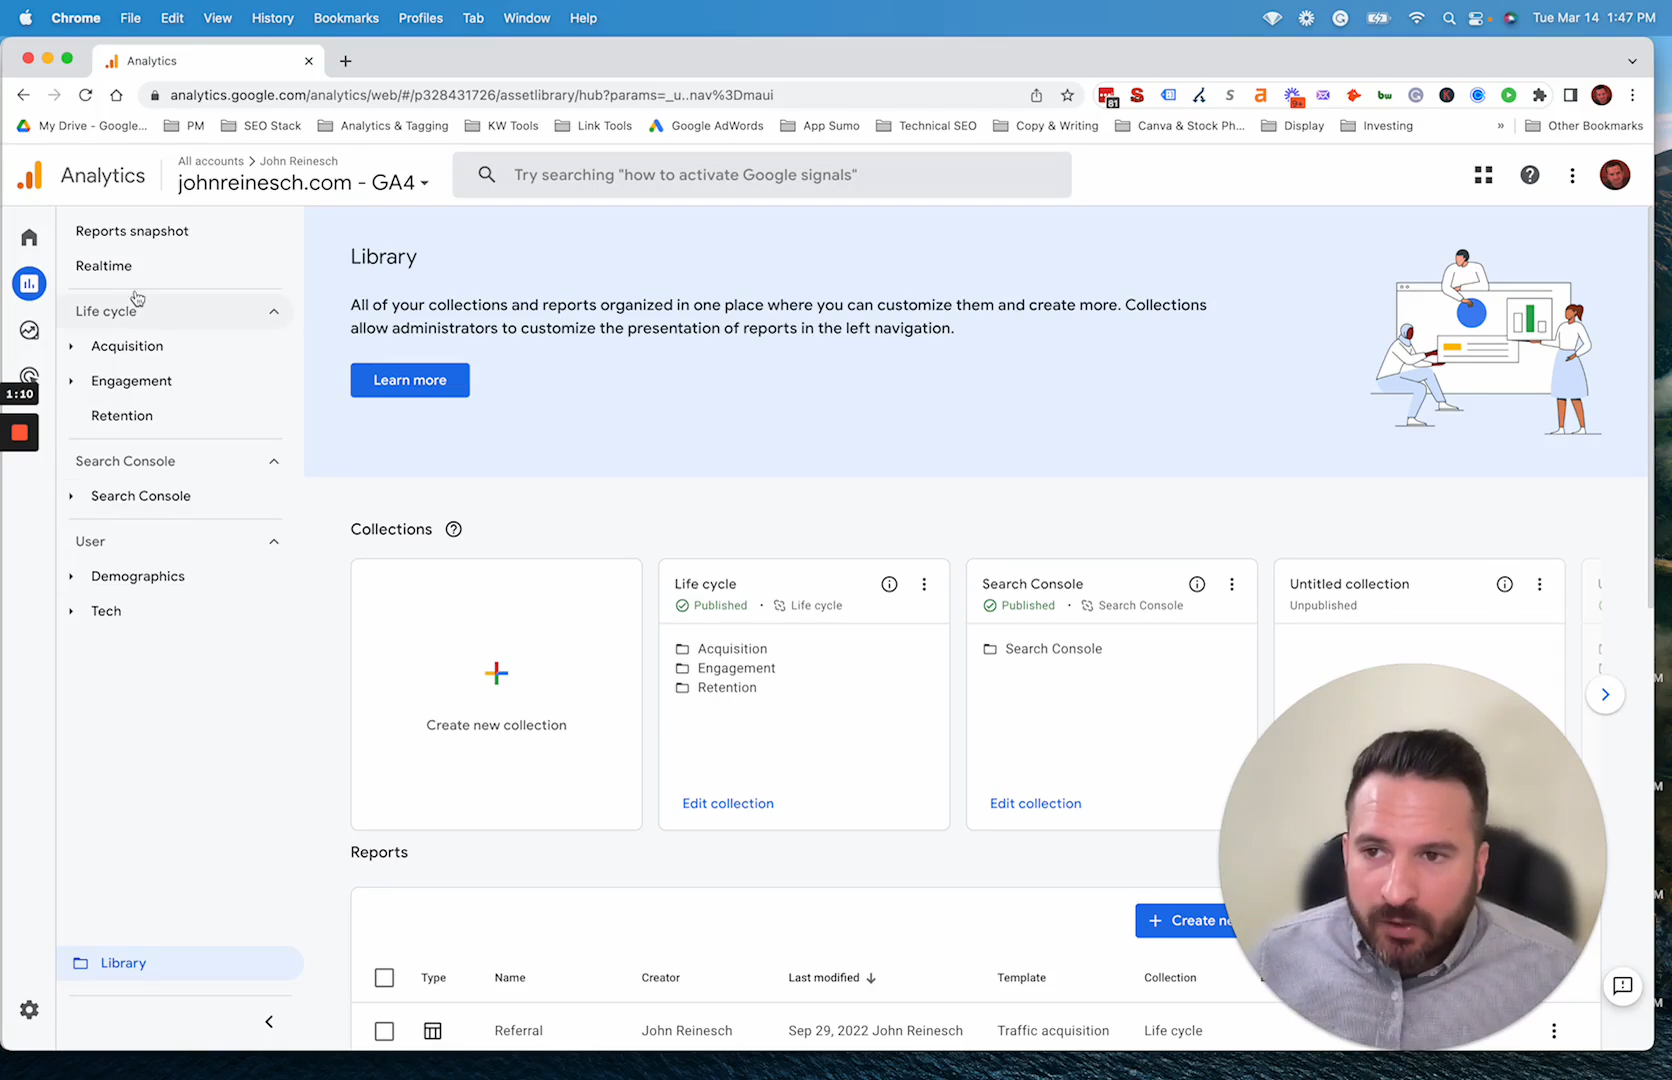 Chrome File Edit View History Bookmarks Profiles Tab Window Help
Tue Mar 14 1:47 PM
Analytics
analytics.google.com/analytics/web/#/p328431726/assetlibrary/hub?params=_u..nav%3Dmaui
My Drive - Google... PM SEO Stack Analytics & Tagging KW Tools Link Tools Google AdWords App Sumo Technical SEO Copy & Writing Canva & Stock Ph... Display Investing » Other Bookmarks
Analytics
All accounts > John Reinesch
johnreinesch.com - GA4
Try searching "how to activate Google signals"
Reports snapshot
Realtime
Life cycle
Acquisition
Engagement
Retention
Search Console
Search Console
User
Demographics
Tech
Library
1:10
Library
All of your collections and reports organized in one place where you can customize them and create more. Collections
allow administrators to customize the presentation of reports in the left navigation.
Learn more
Collections
Create new collection
Life cycle
Published • Life cycle
Acquisition
Engagement
Retention
Edit collection
Search Console
Published • Search Console
Search Console
Edit collection
Untitled collection
Unpublished
Reports
+ Create ne
Type Name Creator Last modified Template Collection
Referral John Reinesch Sep 29, 2022 John Reinesch Traffic acquisition Life cycle